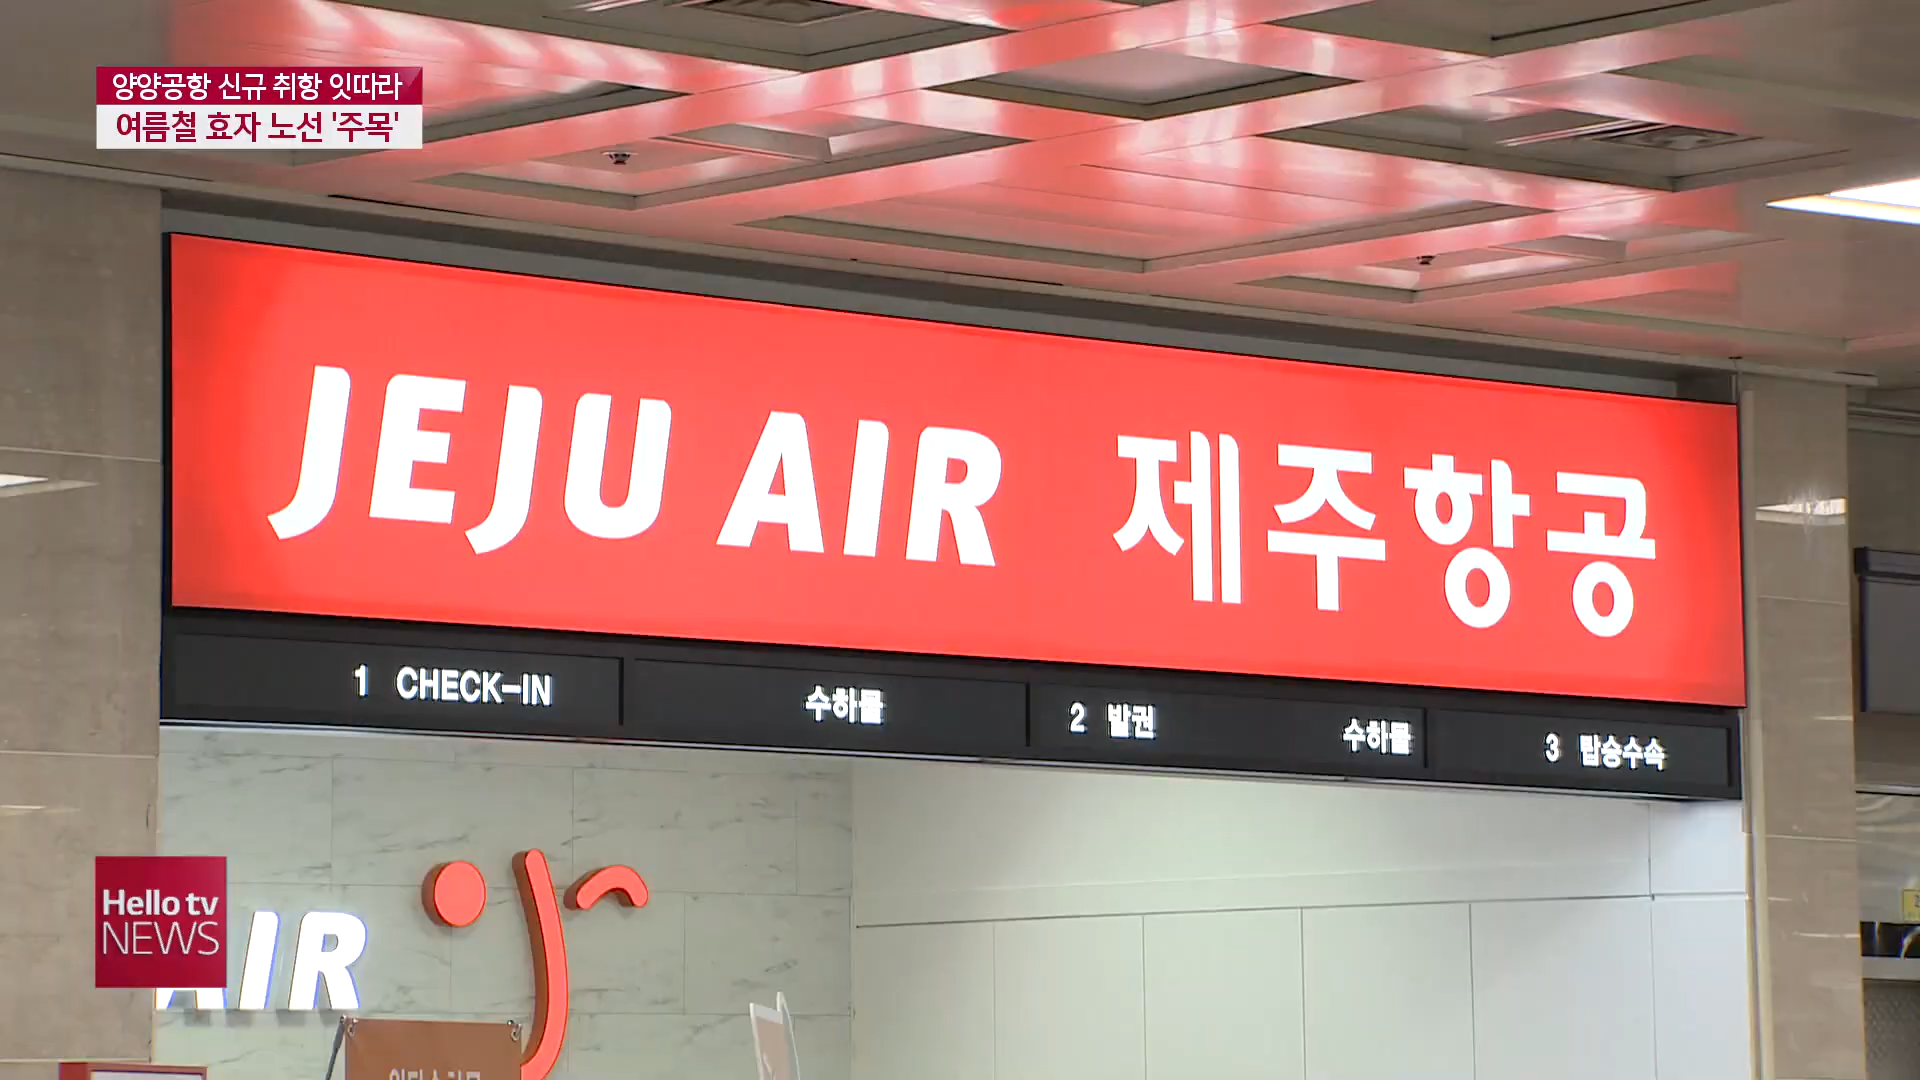 양양공항 신규 취항 잇따라
여름철 효자 노선 '주목'
JEJU AIR 제주항공
1 CHECK-IN 수하물 2 발권 수하물 3 탑승수속
Hello tv
NEWS
AIR